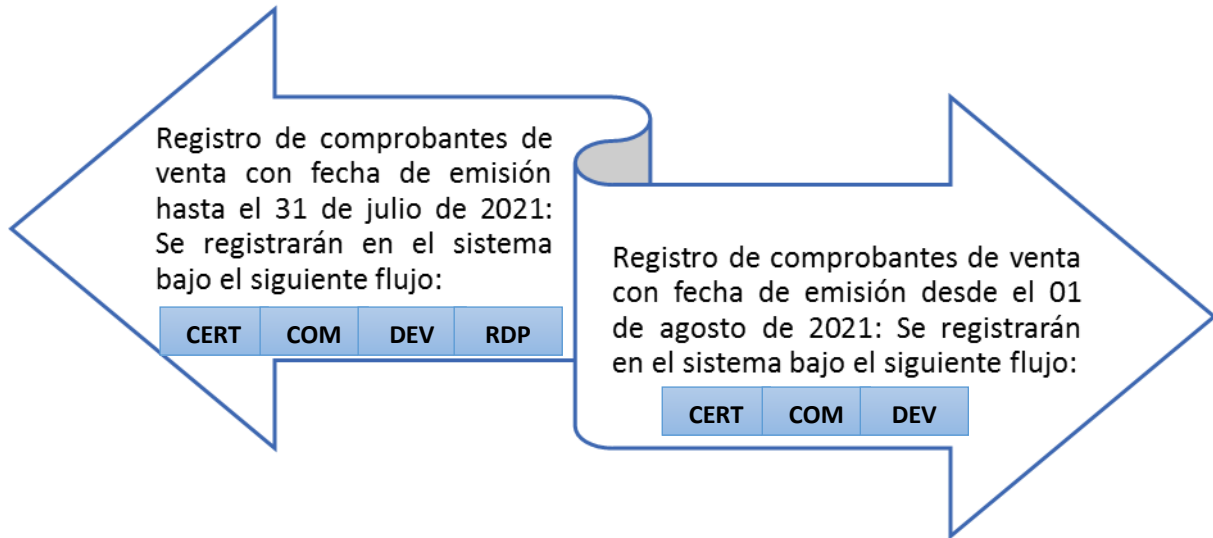 Registro de comprobantes de
venta con fecha de emisión
hasta el 31 de julio de 2021:
Se registrarán en el sistema
bajo el siguiente flujo:
CERT COM DEV RDP
Registro de comprobantes de venta
con fecha de emisión desde el 01
de agosto de 2021: Se registrarán
en el sistema bajo el siguiente flujo:
CERT COM DEV